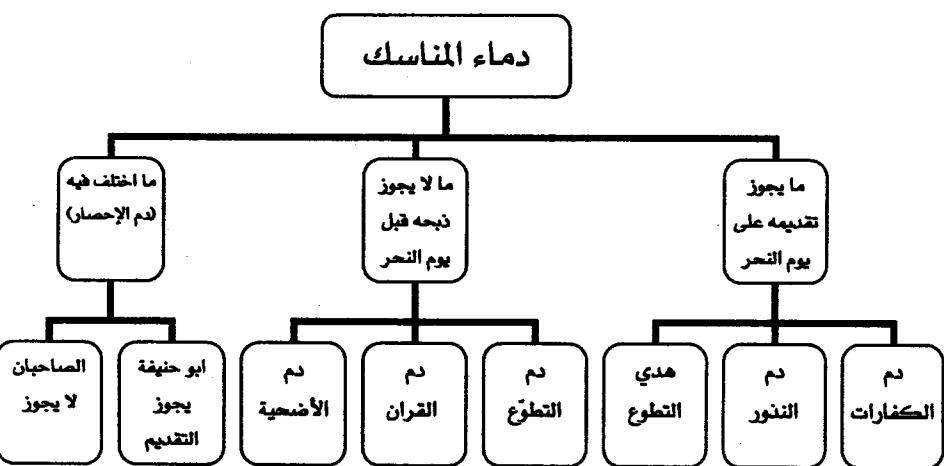 دماء المناسك
ما يجوز
تقديمه على
يوم النحر
ما لا يجوز
ذبحه قبل
يوم النحر
ما اختلف فيه
(دم الإحصار)
دم
الكفارات
دم
النذور
هدي
التطوع
دم
التطوّع
دم
القران
دم
الأضحية
ابو حنيفة
يجوز
التقديم
الصاحبان
لا يجوز